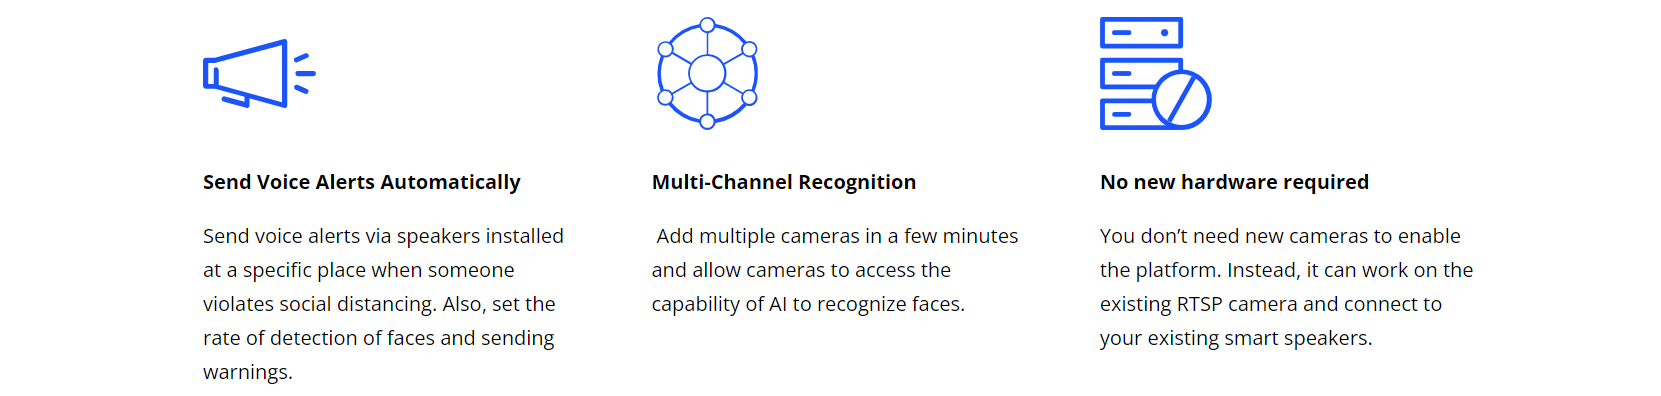 Send Voice Alerts Automatically
Send voice alerts via speakers installed
at a specific place when someone
violates social distancing. Also, set the
rate of detection of faces and sending
warnings.
Multi-Channel Recognition
Add multiple cameras in a few minutes
and allow cameras to access the
capability of AI to recognize faces.
No new hardware required
You don’t need new cameras to enable
the platform. Instead, it can work on the
existing RTSP camera and connect to
your existing smart speakers.